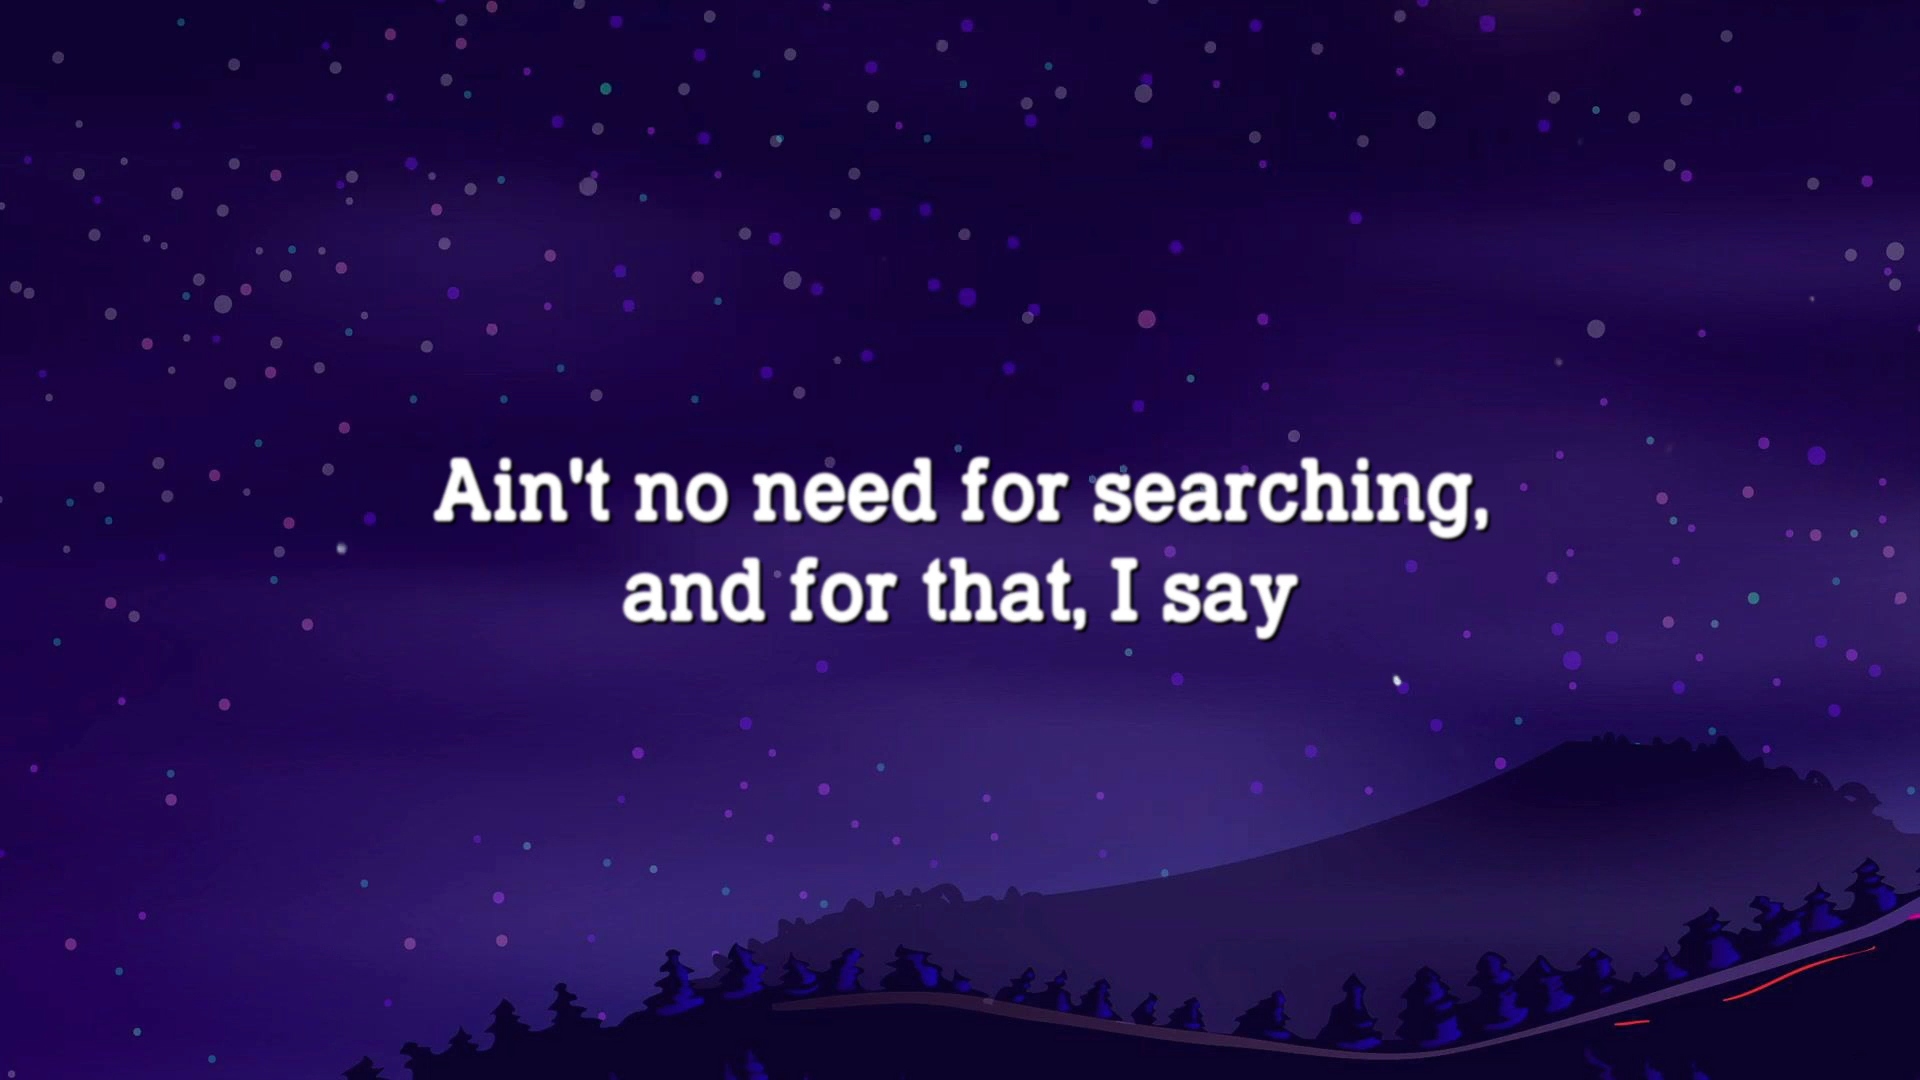 Ain't no need for searching,
and for that, I say